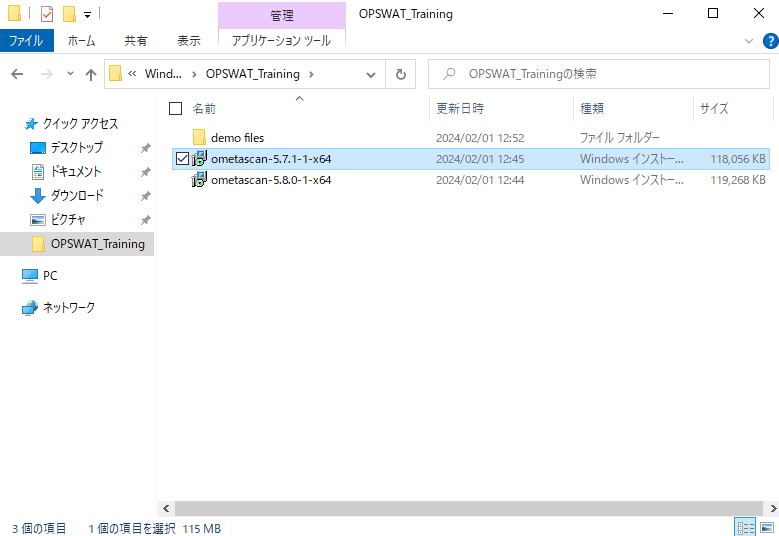 管理
OPSWAT_Training
ファイル
ホーム
共有
表示
アプリケーション ツール
Wind...
OPSWAT_Training
OPSWAT_Trainingの検索
クイック アクセス
デスクトップ
ドキュメント
ダウンロード
ピクチャ
OPSWAT_Training
PC
ネットワーク
名前 更新日時 種類 サイズ
demo files 2024/02/01 12:52 ファイル フォルダー
ometascan-5.7.1-1-x64 2024/02/01 12:45 Windows インストー... 118,056 KB
ometascan-5.8.0-1-x64 2024/02/01 12:44 Windows インストー... 119,268 KB
3 個の項目 1 個の項目を選択 115 MB